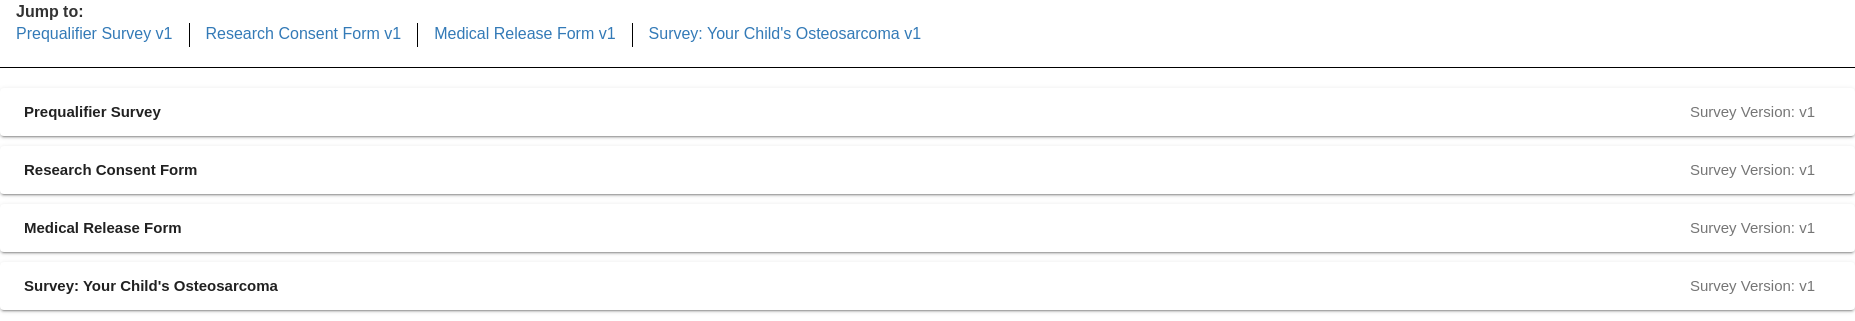 Jump to:
Prequalifier Survey v1 Research Consent Form v1 Medical Release Form v1 Survey: Your Child's Osteosarcoma v1
Prequalifier Survey Survey Version: v1
Research Consent Form Survey Version: v1
Medical Release Form Survey Version: v1
Survey: Your Child's Osteosarcoma Survey Version: v1